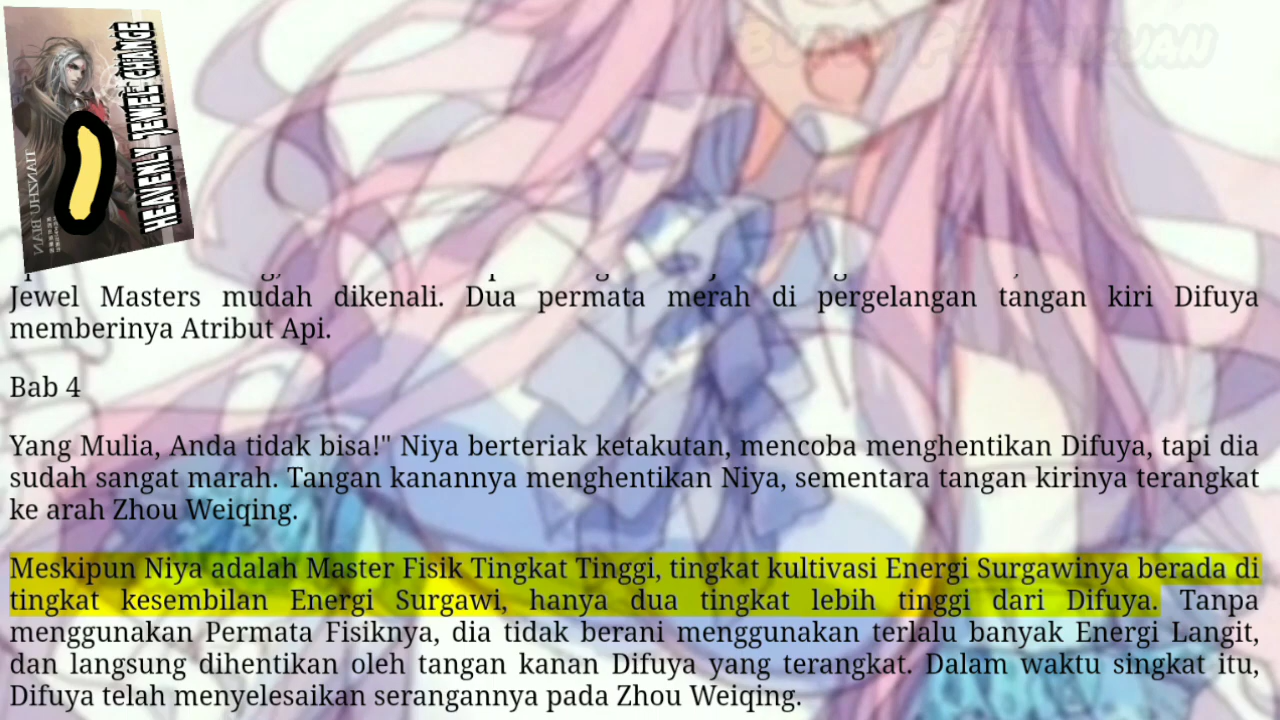 HEAVENLY JEWEL CHANGE
TIANZHU BIAN
Jewel Masters mudah dikenali. Dua permata merah di pergelangan tangan kiri Difuya
memberinya Atribut Api.
Bab 4
Yang Mulia, Anda tidak bisa!" Niya berteriak ketakutan, mencoba menghentikan Difuya, tapi dia
sudah sangat marah. Tangan kanannya menghentikan Niya, sementara tangan kirinya terangkat
ke arah Zhou Weiqing.
Meskipun Niya adalah Master Fisik Tingkat Tinggi, tingkat kultivasi Energi Surgawinya berada di
tingkat kesembilan Energi Surgawi, hanya dua tingkat lebih tinggi dari Difuya. Tanpa
menggunakan Permata Fisiknya, dia tidak berani menggunakan terlalu banyak Energi Langit,
dan langsung dihentikan oleh tangan kanan Difuya yang terangkat. Dalam waktu singkat itu,
Difuya telah menyelesaikan serangannya pada Zhou Weiqing.